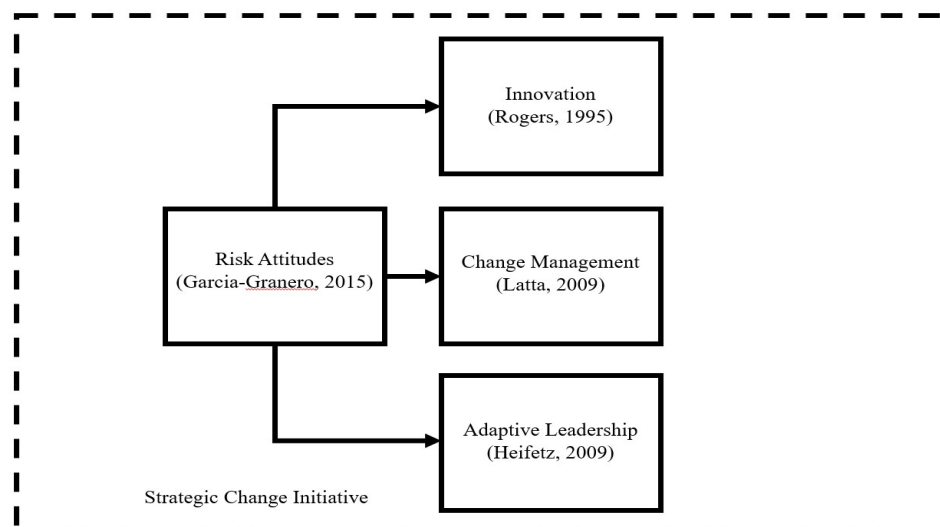 Innovation
(Rogers, 1995)
Risk Attitudes
(Garcia-Granero, 2015)
Change Management
(Latta, 2009)
Adaptive Leadership
(Heifetz, 2009)
Strategic Change Initiative